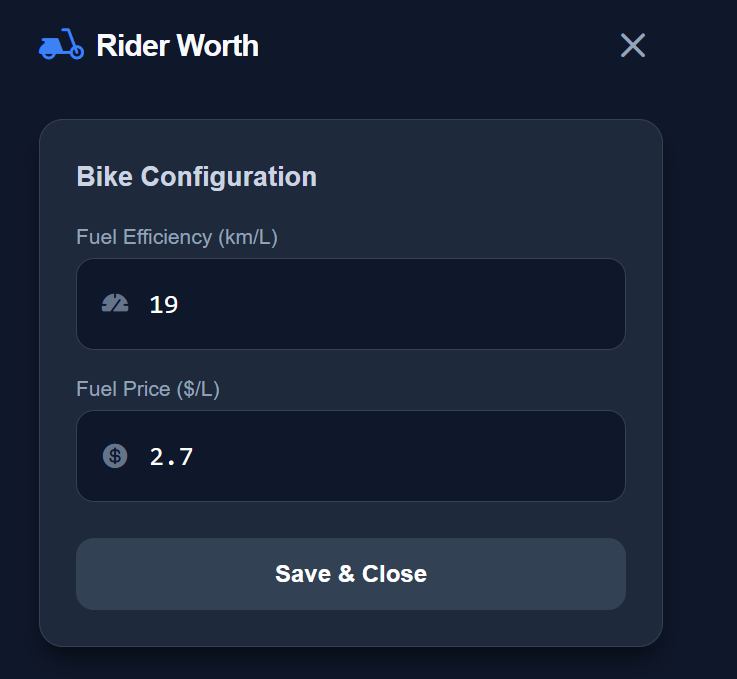 Rider Worth
Bike Configuration
Fuel Efficiency (km/L)
19
Fuel Price ($/L)
$ 2.7
Save & Close